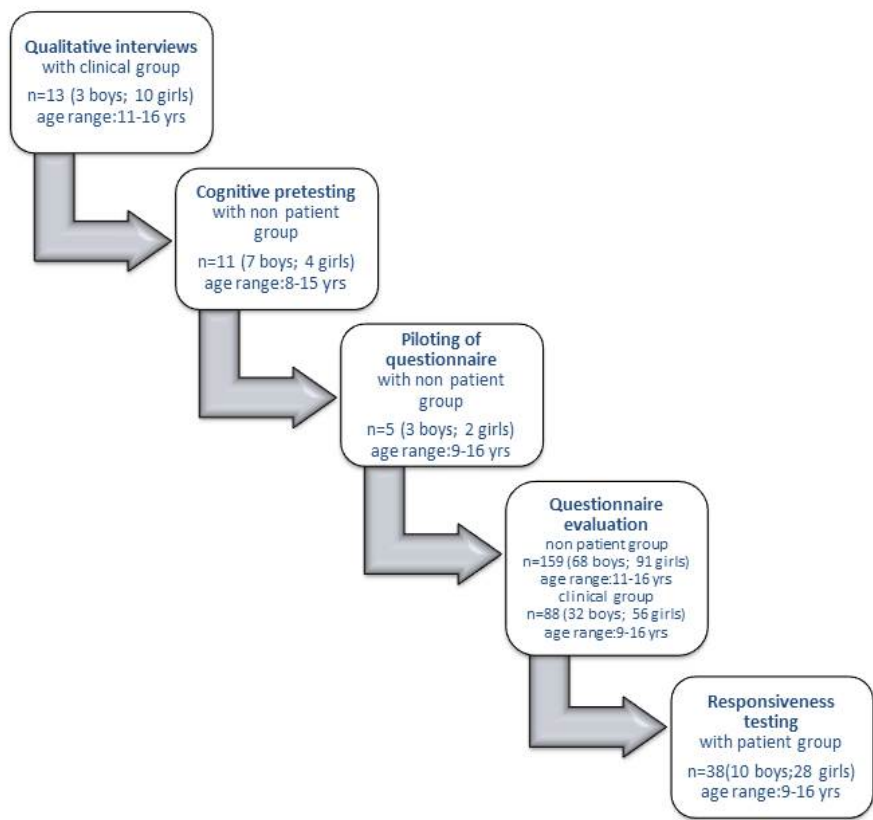 Qualitative interviews
with clinical group
n=13 (3 boys; 10 girls)
age range:11-16 yrs
Cognitive pretesting
with non patient
group
n=11 (7 boys; 4 girls)
age range:8-15 yrs
Piloting of
questionnaire
with non patient
group
n=5 (3 boys; 2 girls)
age range:9-16 yrs
Questionnaire
evaluation
non patient group
n=159 (68 boys; 91 girls)
age range:11-16 yrs
clinical group
n=88 (32 boys; 56 girls)
age range:9-16 yrs
Responsiveness
testing
with patient group
n=38(10 boys;28 girls)
age range:9-16 yrs